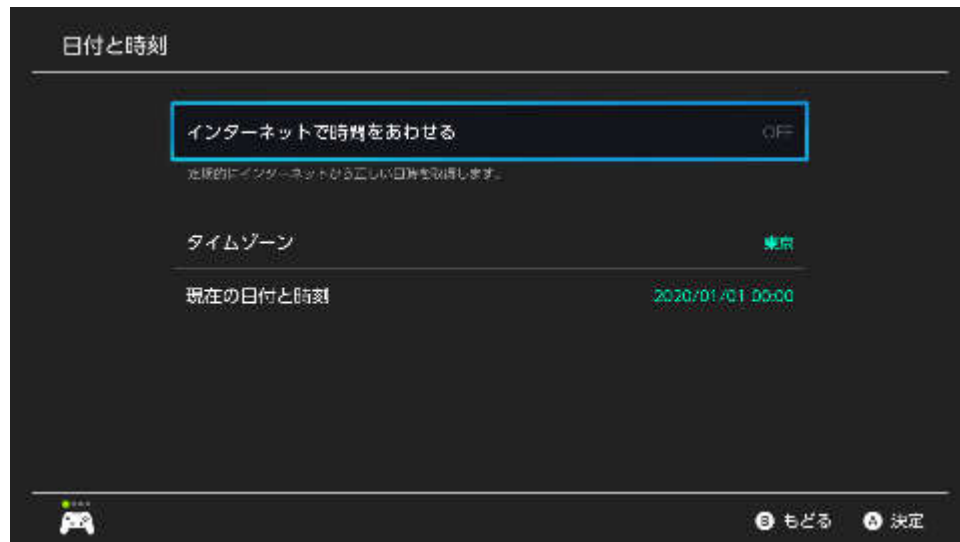 日付と時刻
インターネットで時間をあわせる OFF
定期的にインターネットから正しい日時を取得します。
タイムゾーン 東京
現在の日付と時刻 2020/01/01 00:00
B もどる A 決定